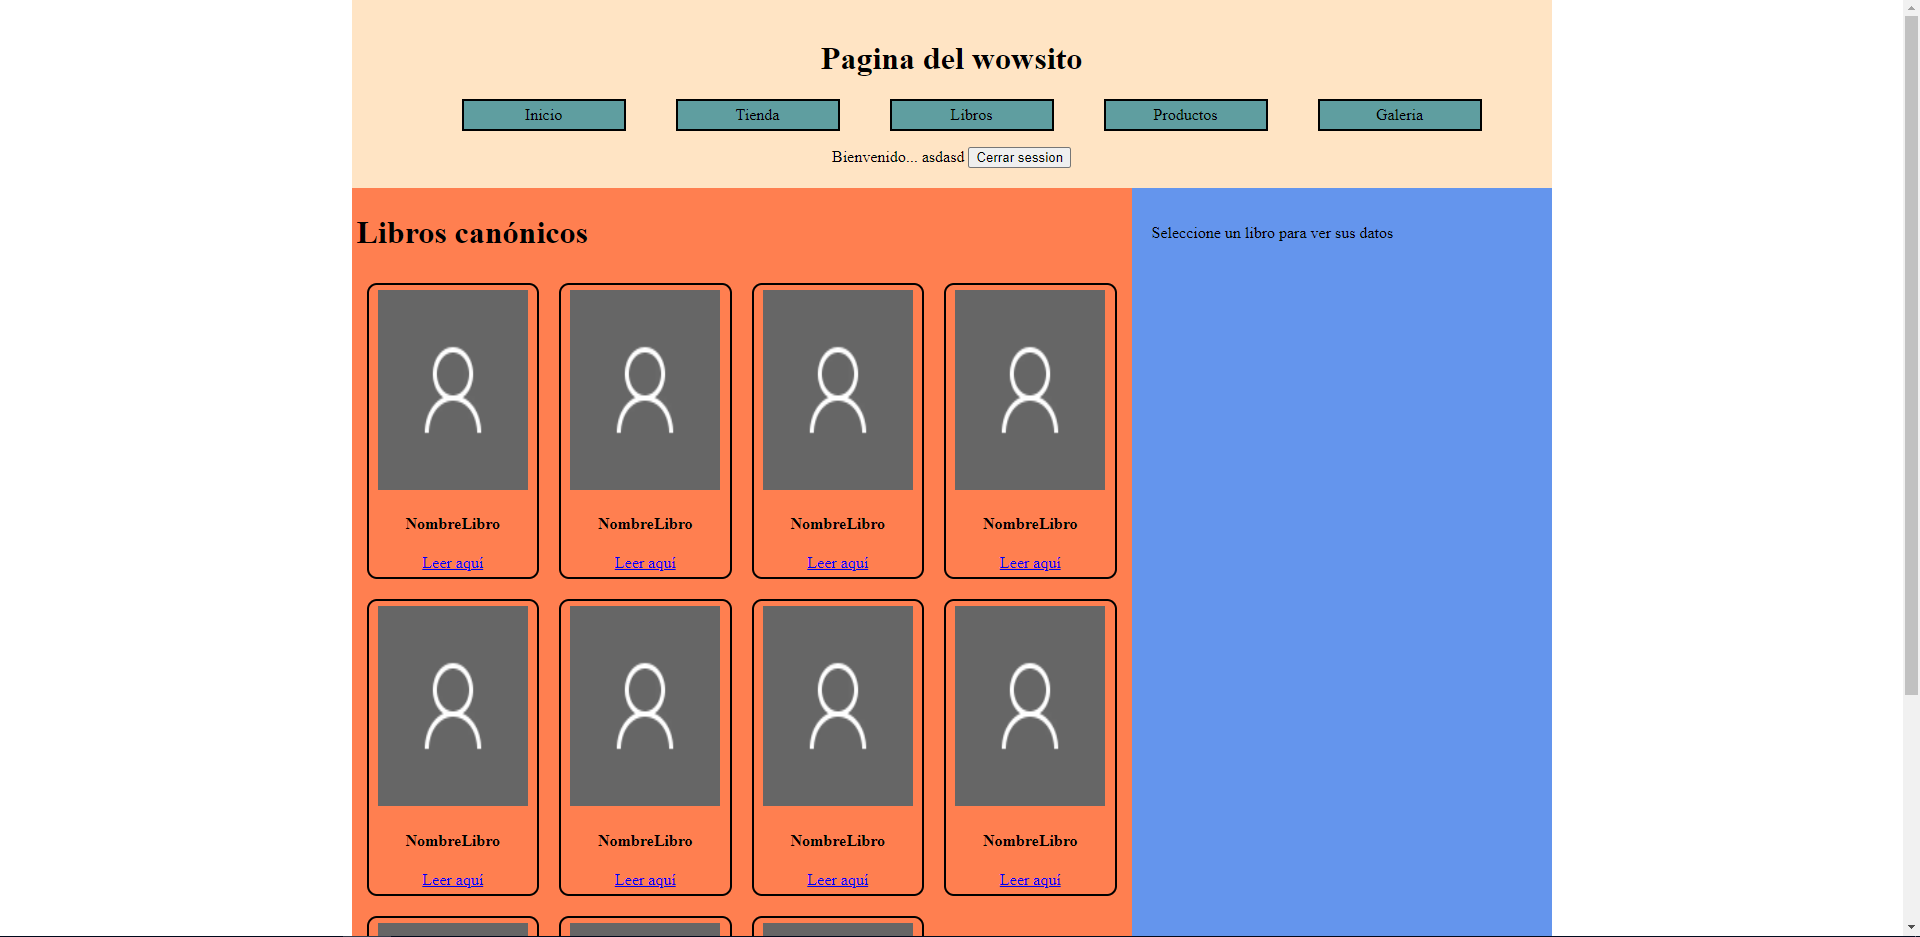 Pagina del wowsito
Inicio Tienda Libros Productos Galeria
Bienvenido... asdasd Cerrar session
Libros canónicos
Seleccione un libro para ver sus datos
NombreLibro NombreLibro NombreLibro NombreLibro
Leer aquí Leer aquí Leer aquí Leer aquí
NombreLibro NombreLibro NombreLibro NombreLibro
Leer aquí Leer aquí Leer aquí Leer aquí